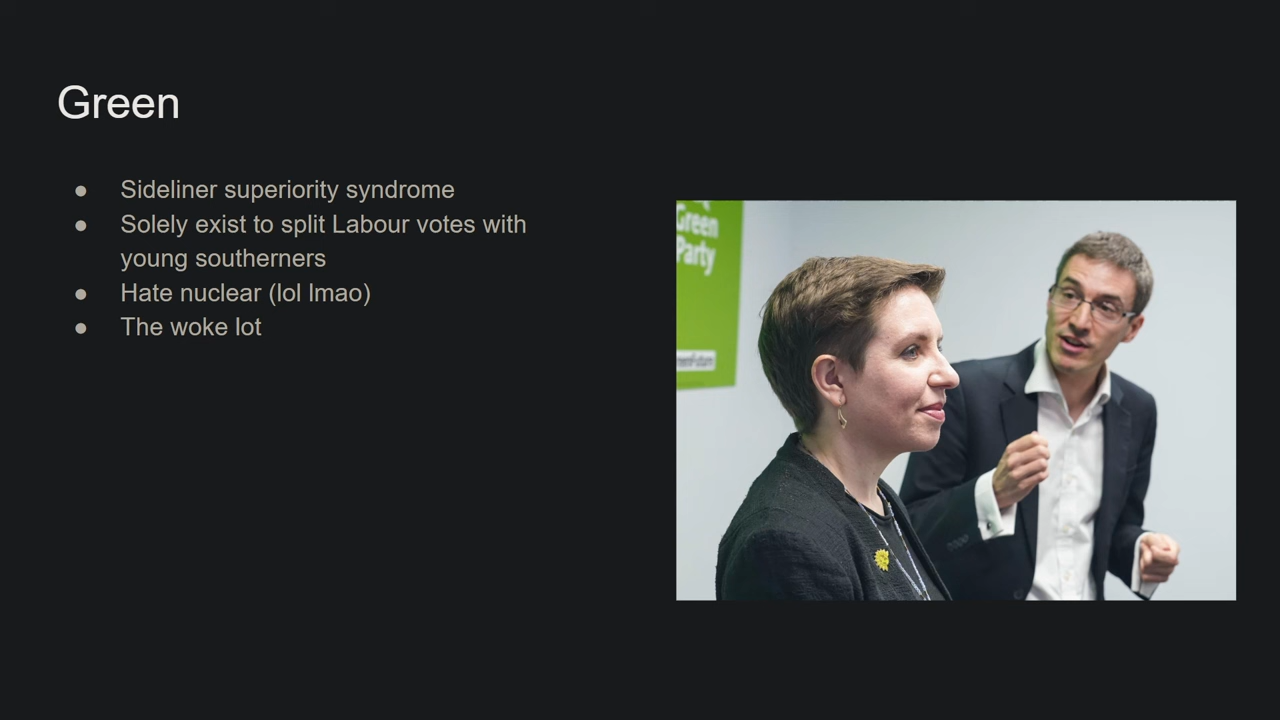 Green
● Sideliner superiority syndrome
● Solely exist to split Labour votes with
young southerners
● Hate nuclear (lol lmao)
● The woke lot
Green
Party